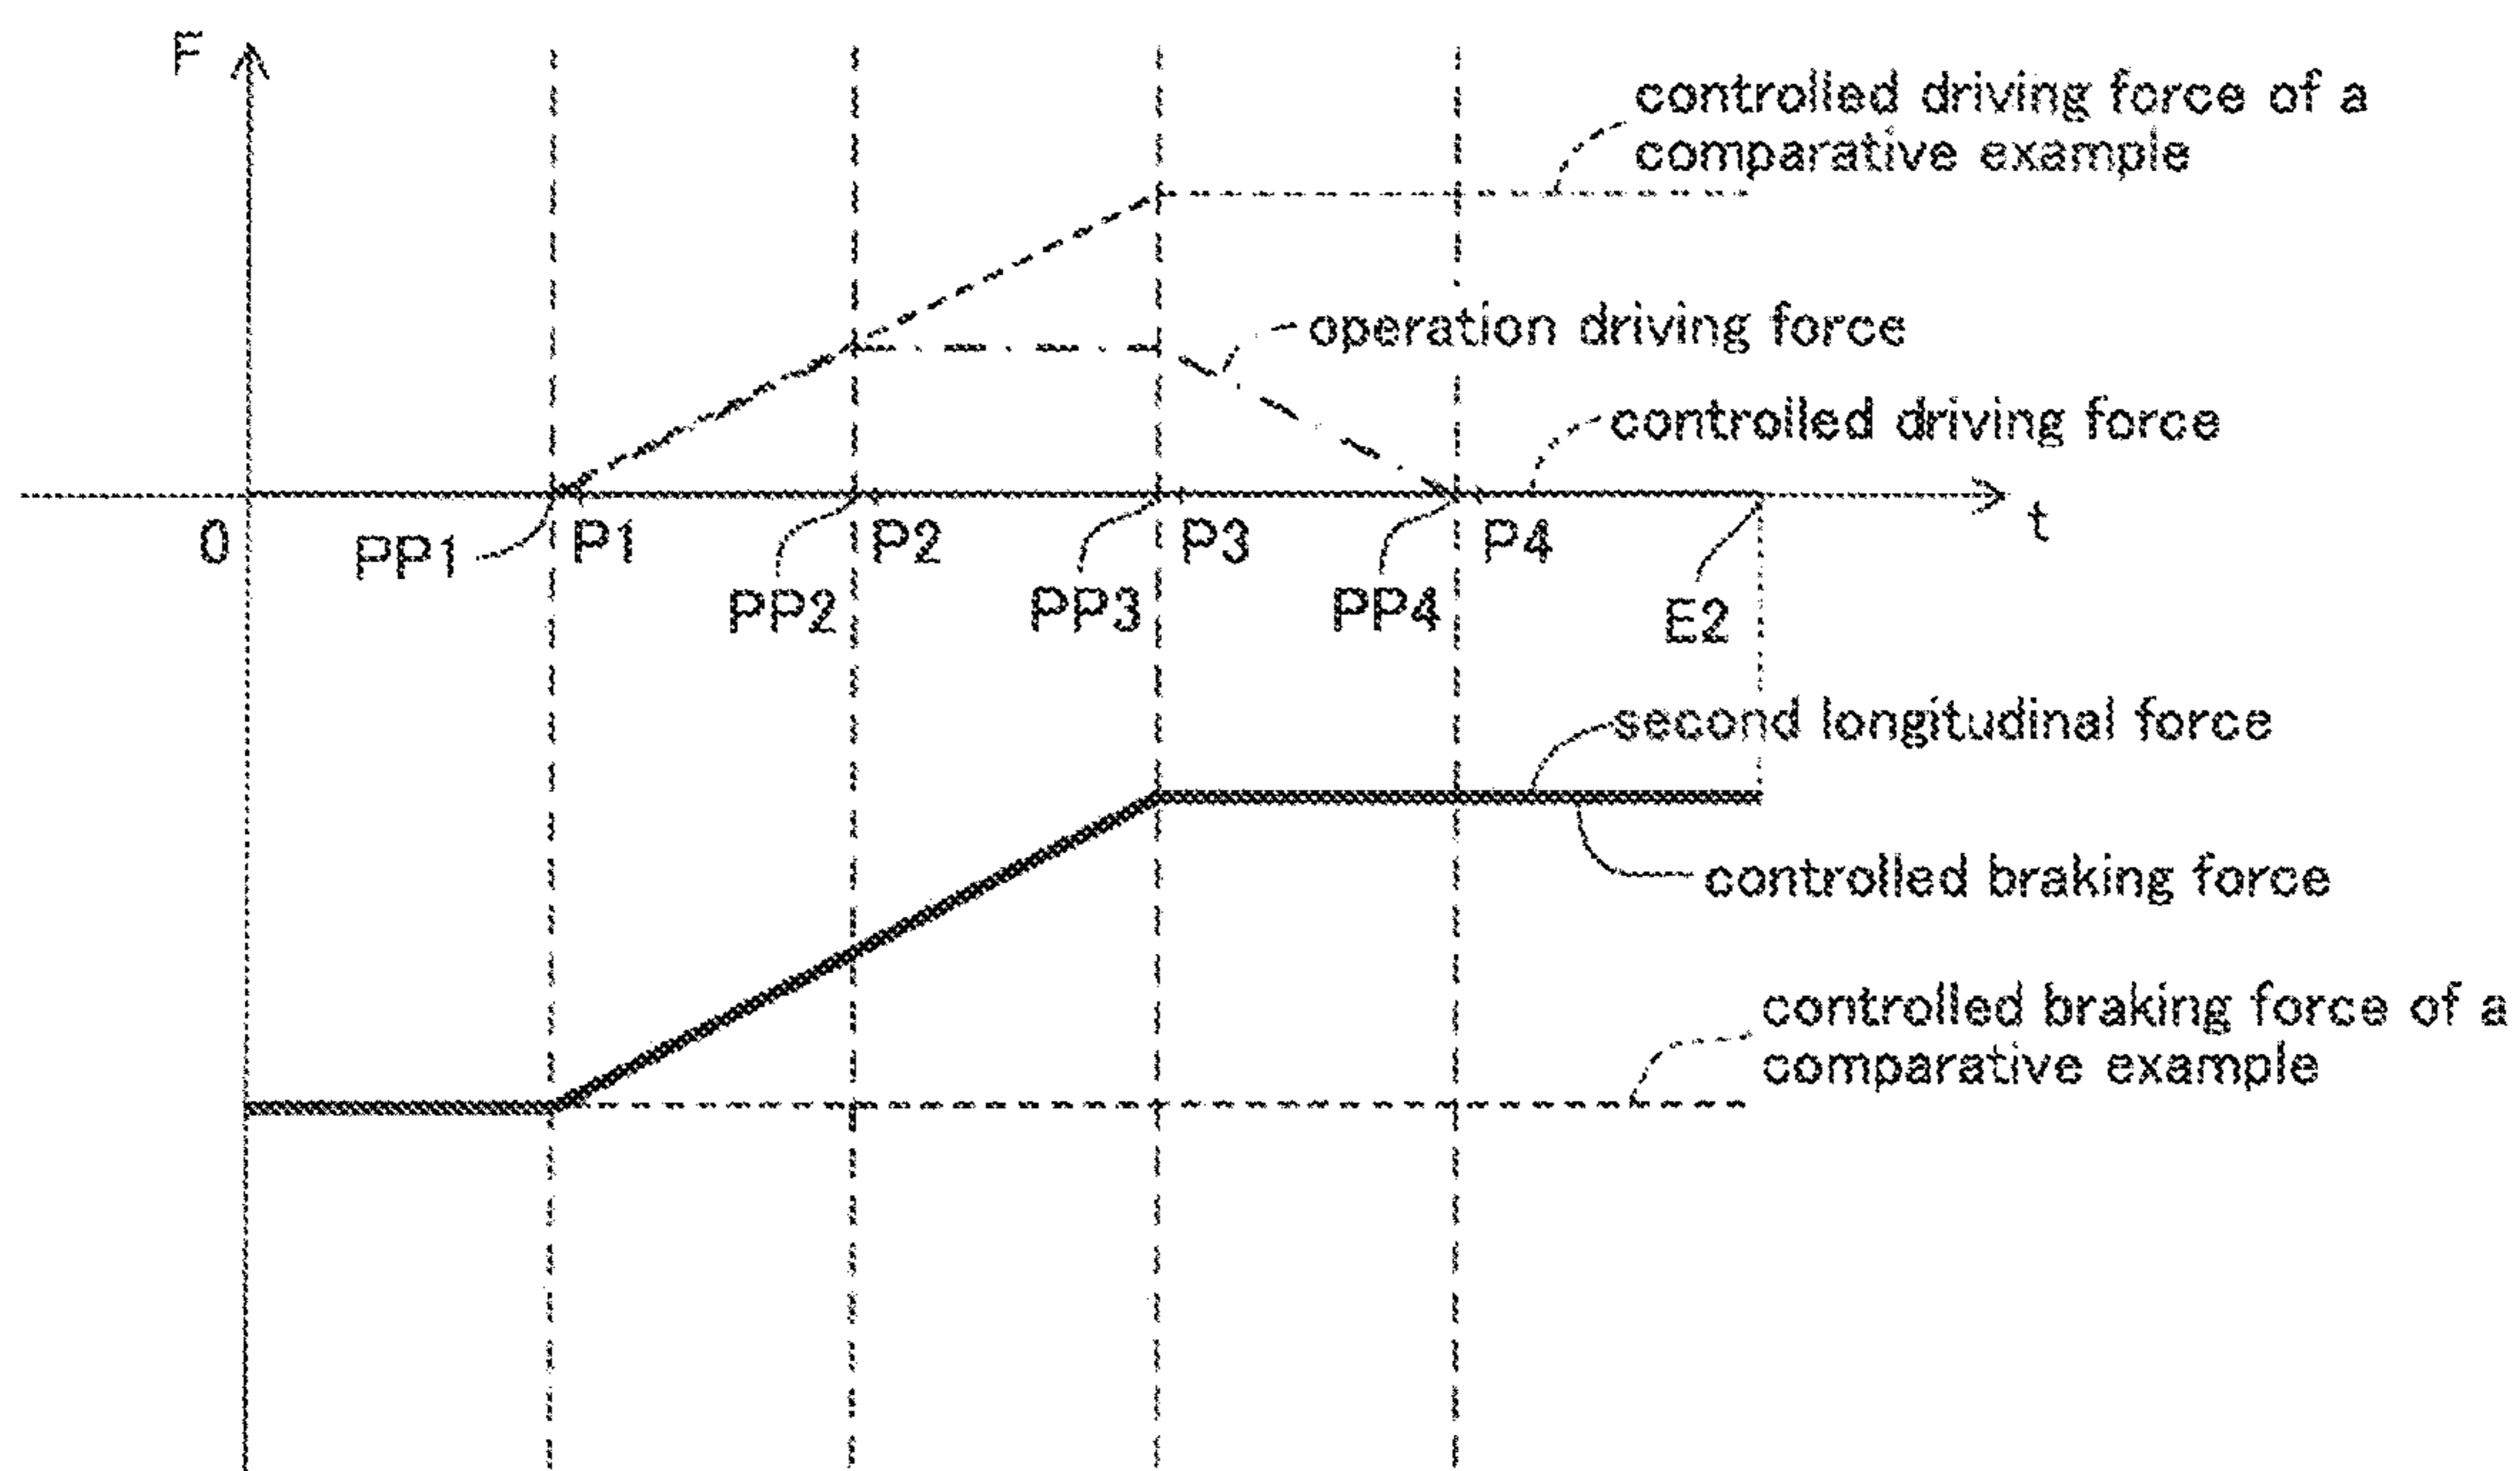 F
controlled driving force of a
comparative example
operation driving force
controlled driving force
0
PP1
P1
P2
P3
P4
t
PP2
PP3
PP4
E2
second longitudinal force
controlled braking force
controlled braking force of a
comparative example